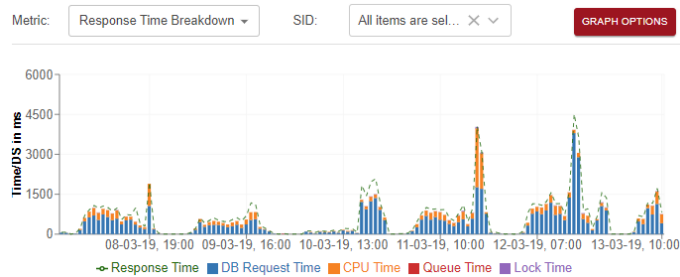 Metric: Response Time Breakdown SID: All items are sel... GRAPH OPTIONS
Time/DS in ms
6000
4500
3000
1500
0
08-03-19, 19:00 09-03-19, 16:00 10-03-19, 13:00 11-03-19, 10:00 12-03-19, 07:00 13-03-19, 10:00
Response Time DB Request Time CPU Time Queue Time Lock Time